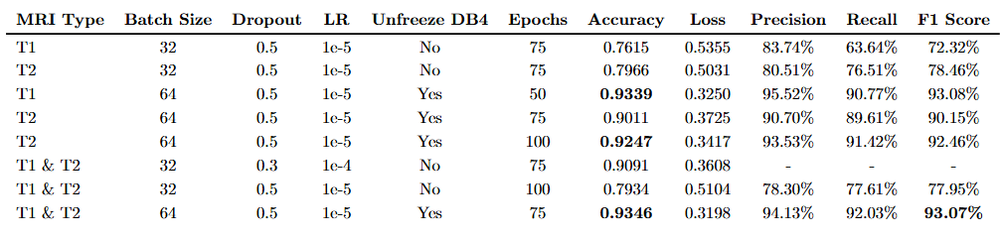 MRI Type Batch Size Dropout LR Unfreeze DB4 Epochs Accuracy Loss Precision Recall F1 Score
T1 32 0.5 1e-5 No 75 0.7615 0.5355 83.74% 63.64% 72.32%
T2 32 0.5 1e-5 No 75 0.7966 0.5031 80.51% 76.51% 78.46%
T1 64 0.5 1e-5 Yes 50 0.9339 0.3250 95.52% 90.77% 93.08%
T2 64 0.5 1e-5 Yes 75 0.9011 0.3725 90.70% 89.61% 90.15%
T2 64 0.5 1e-5 Yes 100 0.9247 0.3417 93.53% 91.42% 92.46%
T1 & T2 32 0.3 1e-4 No 75 0.9091 0.3608 - - -
T1 & T2 32 0.5 1e-5 No 100 0.7934 0.5104 78.30% 77.61% 77.95%
T1 & T2 64 0.5 1e-5 Yes 75 0.9346 0.3198 94.13% 92.03% 93.07%